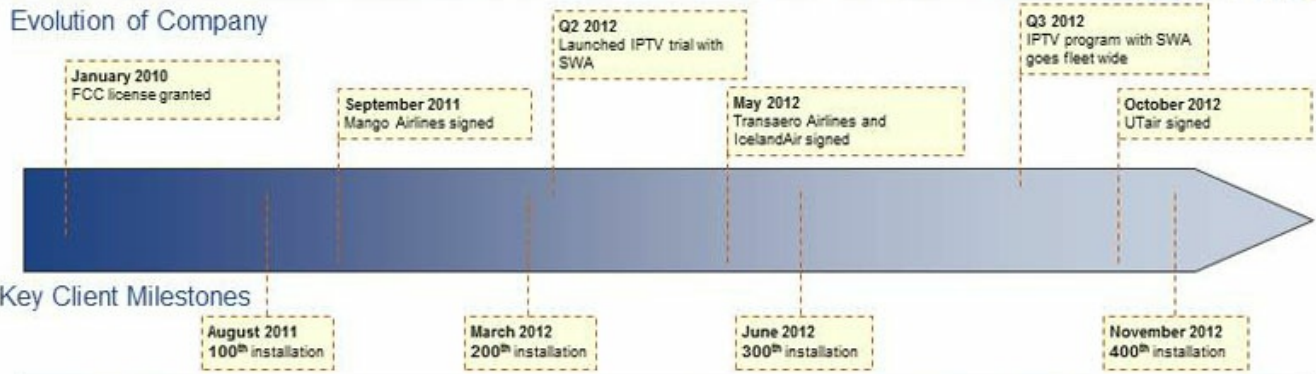 Evolution of Company
January 2010
FCC license granted
September 2011
Mango Airlines signed
Q2 2012
Launched IPTV trial with
SWA
May 2012
Transaero Airlines and
IcelandAir signed
Q3 2012
IPTV program with SWA
goes fleet wide
October 2012
UTair signed
Key Client Milestones
August 2011
100th installation
March 2012
200th installation
June 2012
300th installation
November 2012
400th installation